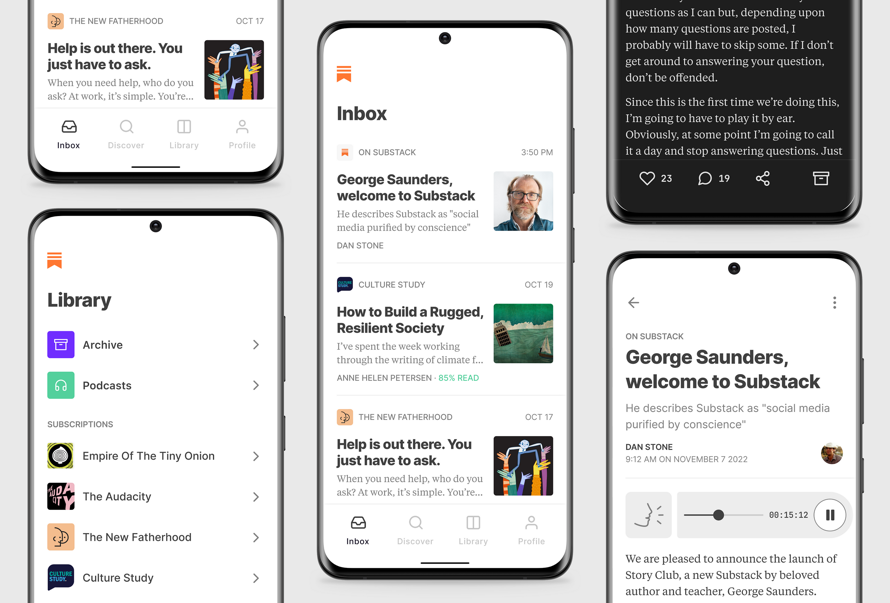 THE NEW FATHERHOOD
OCT 17
Help is out there. You
just have to ask.
When you need help, who do you
ask? At work, it's simple. You're...
Inbox
Discover
Library
Profile
Library
Archive
Podcasts
SUBSCRIPTIONS
Empire Of The Tiny Onion
The Audacity
The New Fatherhood
CULTURE
STUDY.
Culture Study
Inbox
ON SUBSTACK
3:50 PM
George Saunders,
welcome to Substack
He describes Substack as "social
media purified by conscience"
DAN STONE
CULTURE STUDY
OCT 19
How to Build a Rugged,
Resilient Society
I've spent the week working
through the writing of climate f...
ANNE HELEN PETERSEN · 85% READ
THE NEW FATHERHOOD
OCT 17
Help is out there. You
just have to ask.
When you need help, who do you
ask? At work, it's simple. You're...
Inbox
Discover
Library
Profile
questions as I can but, depending upon
how many questions are posted, I
probably will have to skip some. If I don't
get around to answering your question,
don't be offended.
Since this is the first time we're doing this,
I'm going to have to play it by ear.
Obviously, at some point I'm going to call
it a day and stop answering questions. Just
23
19
ON SUBSTACK
George Saunders,
welcome to Substack
He describes Substack as "social media
purified by conscience"
DAN STONE
9:12 AM ON NOVEMBER 7 2022
00:15:12
We are pleased to announce the launch of
Story Club, a new Substack by beloved
author and teacher, George Saunders.